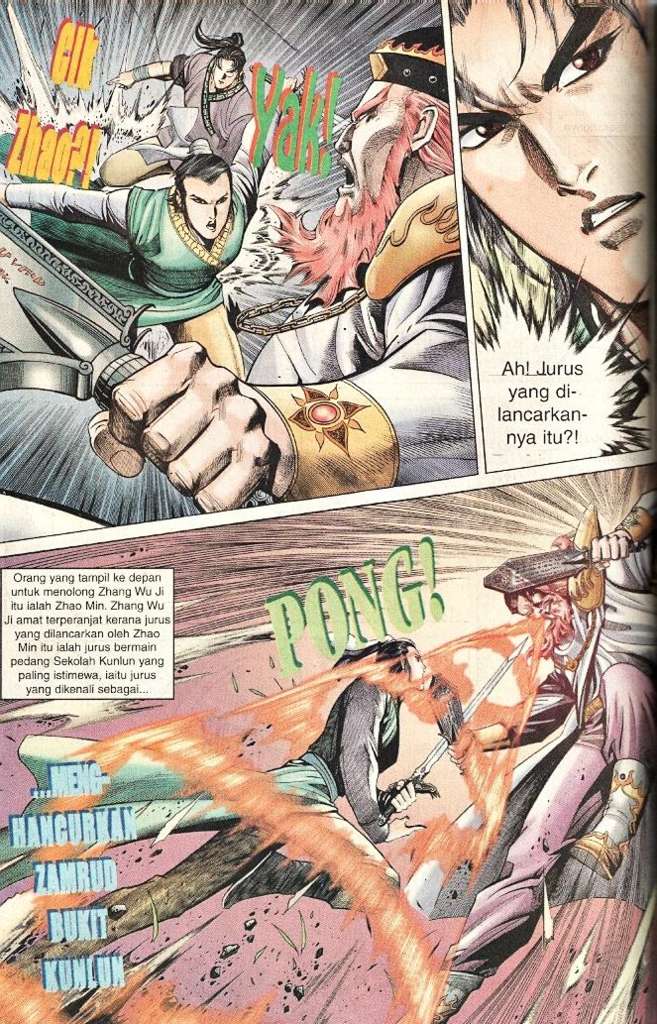 Cik
Zhao?!
Yak!
Ah! Jurus
yang di-
lancarkan-
nya itu?!
Orang yang tampil ke depan
untuk menolong Zhang Wu Ji
itu ialah Zhao Min. Zhang Wu
Ji amat terperanjat kerana jurus
yang dilancarkan oleh Zhao
Min itu ialah jurus bermain
pedang Sekolah Kunlun yang
paling istimewa, iaitu jurus
yang dikenali sebagai...
PONG!
...MENG-
HANCURKAN
ZAMRUD
BUKIT
KUNLUN